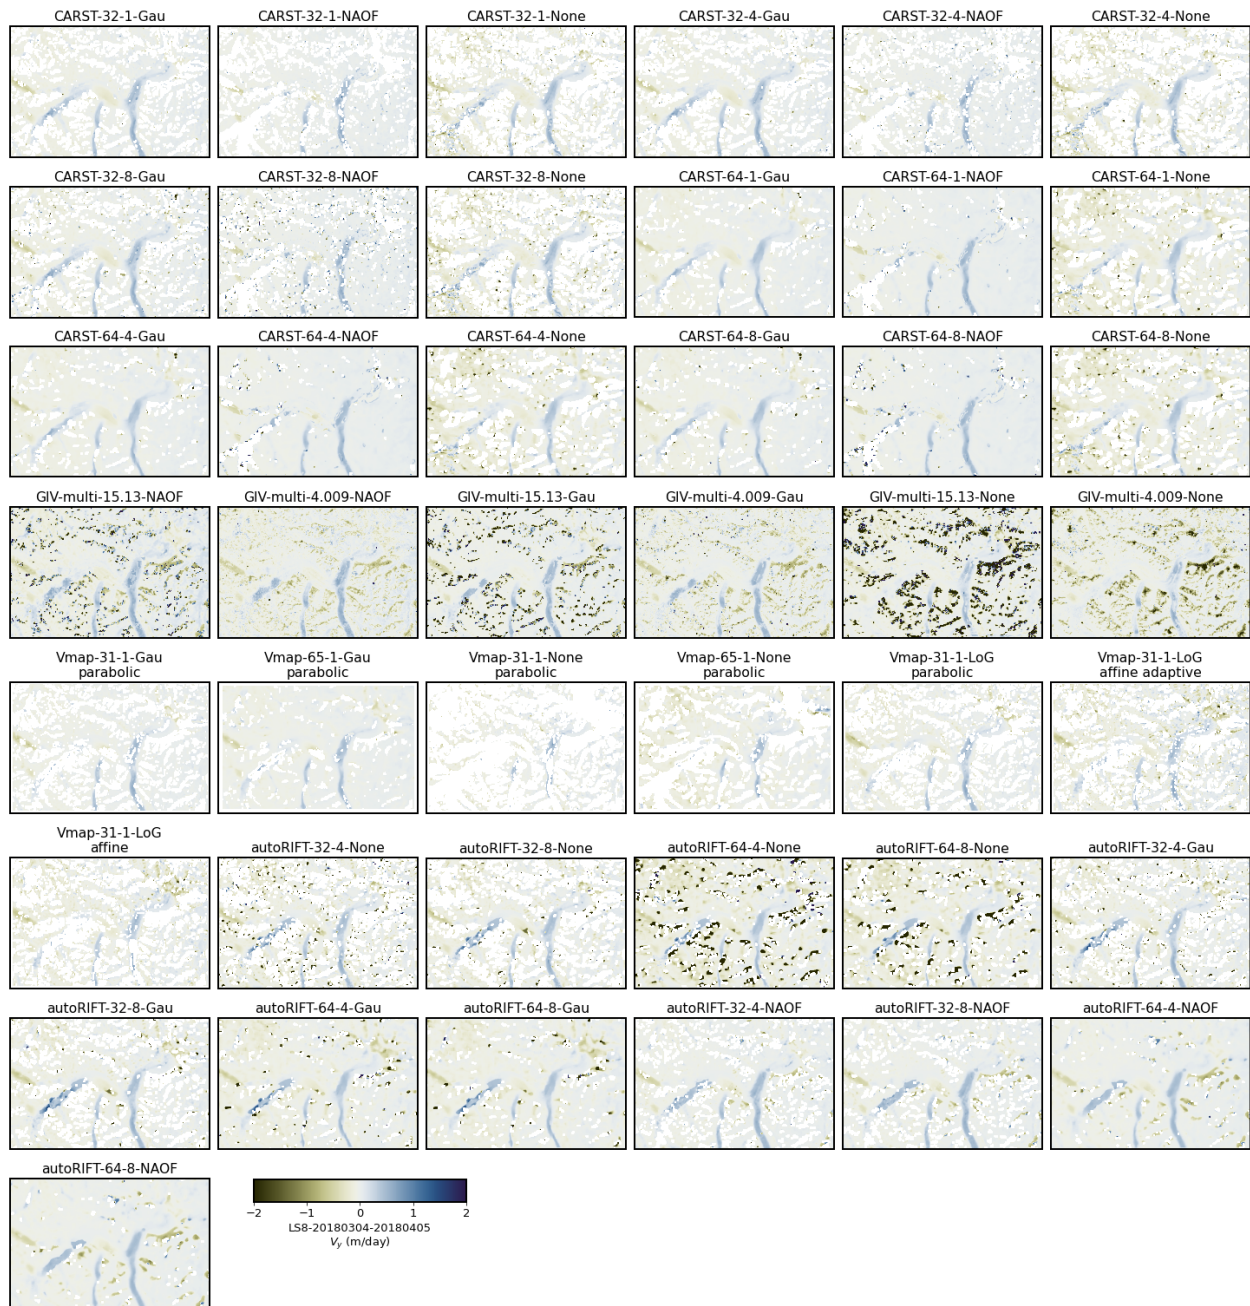 CARST-32-1-Gau
CARST-32-1-NAOF
CARST-32-1-None
CARST-32-4-Gau
CARST-32-4-NAOF
CARST-32-4-None
CARST-32-8-Gau
CARST-32-8-NAOF
CARST-32-8-None
CARST-64-1-Gau
CARST-64-1-NAOF
CARST-64-1-None
CARST-64-4-Gau
CARST-64-4-NAOF
CARST-64-4-None
CARST-64-8-Gau
CARST-64-8-NAOF
CARST-64-8-None
GIV-multi-15.13-NAOF
GIV-multi-4.009-NAOF
GIV-multi-15.13-Gau
GIV-multi-4.009-Gau
GIV-multi-15.13-None
GIV-multi-4.009-None
Vmap-31-1-Gau
parabolic
Vmap-65-1-Gau
parabolic
Vmap-31-1-None
parabolic
Vmap-65-1-None
parabolic
Vmap-31-1-LoG
parabolic
Vmap-31-1-LoG
affine adaptive
Vmap-31-1-LoG
affine
autoRIFT-32-4-None
autoRIFT-32-8-None
autoRIFT-64-4-None
autoRIFT-64-8-None
autoRIFT-32-4-Gau
autoRIFT-32-8-Gau
autoRIFT-64-4-Gau
autoRIFT-64-8-Gau
autoRIFT-32-4-NAOF
autoRIFT-32-8-NAOF
autoRIFT-64-4-NAOF
autoRIFT-64-8-NAOF
−2 −1 0 1 2
LS8-20180304-20180405
V_y (m/day)